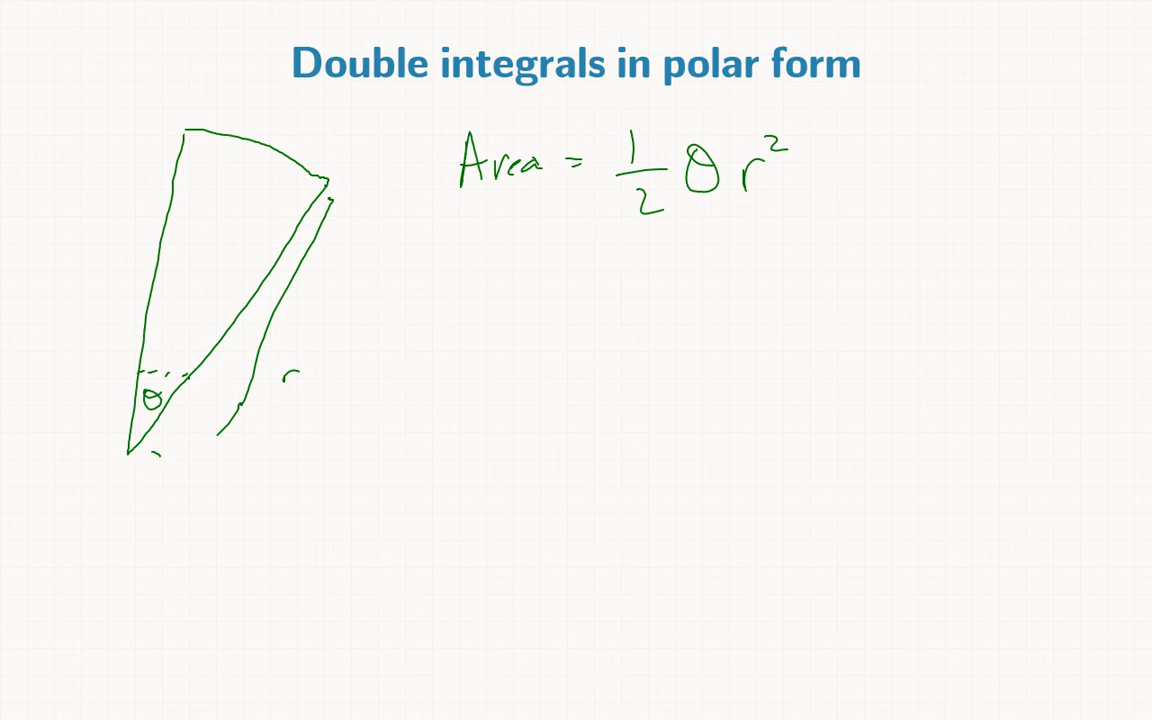 Double integrals in polar form
Area = 1/2 θ r²
r
θ